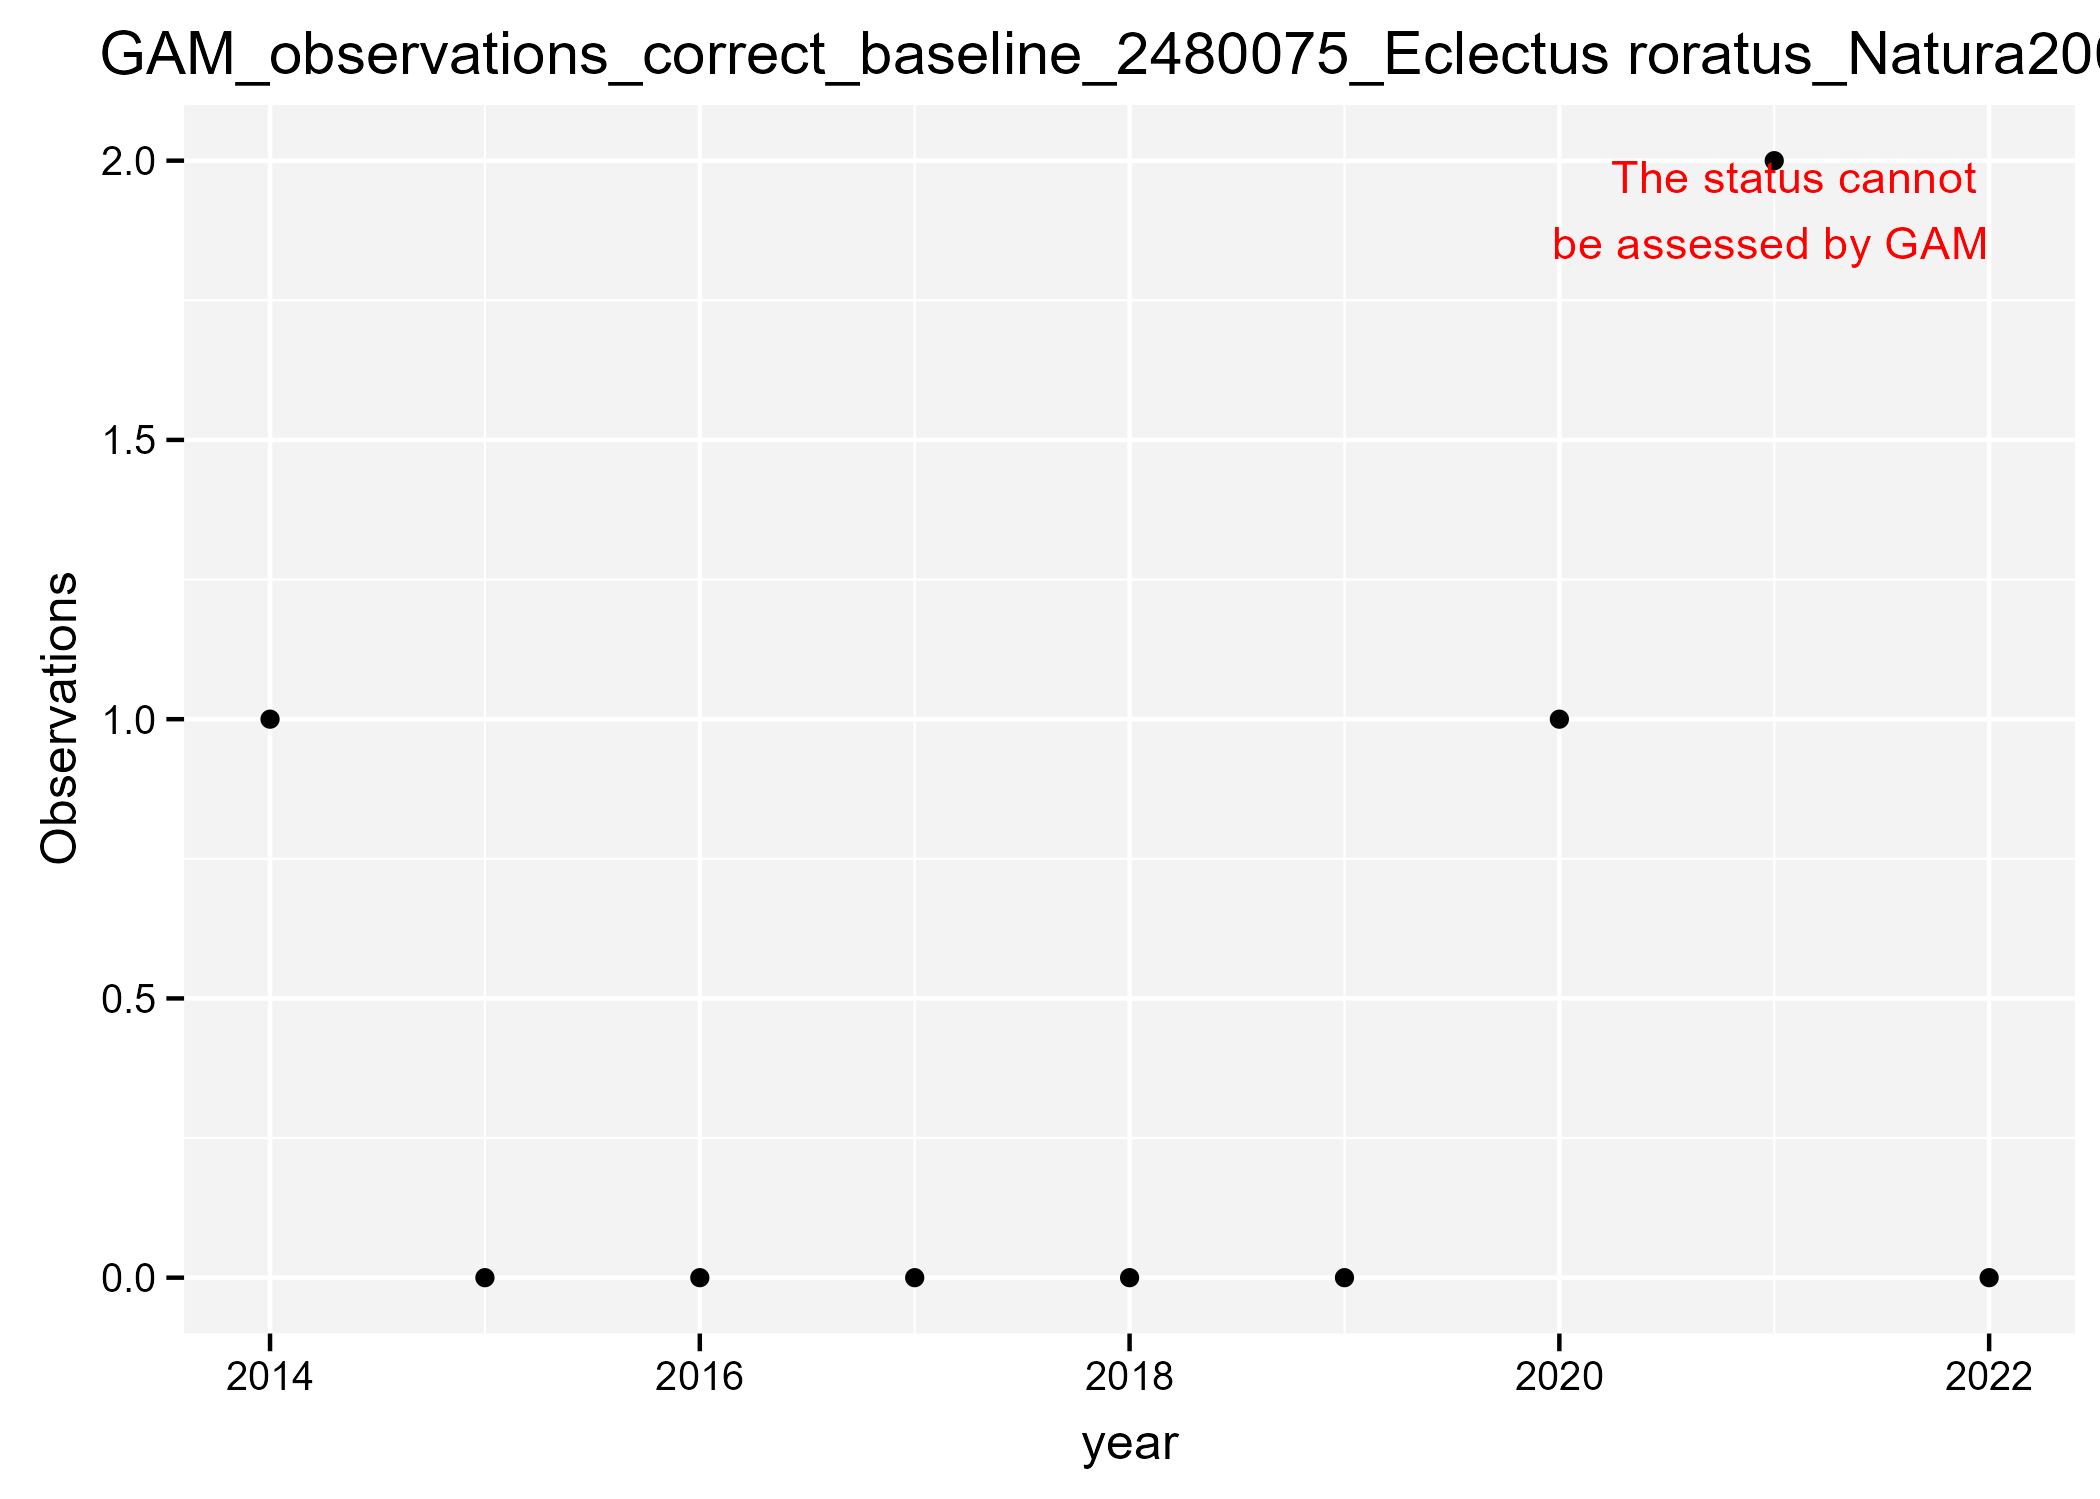 GAM_observations_correct_baseline_2480075_Eclectus roratus_Natura20
2.0
The status cannot
be assessed by GAM
1.5
Observations
1.0
0.5
0.0
2014 2016 2018 2020 2022
year